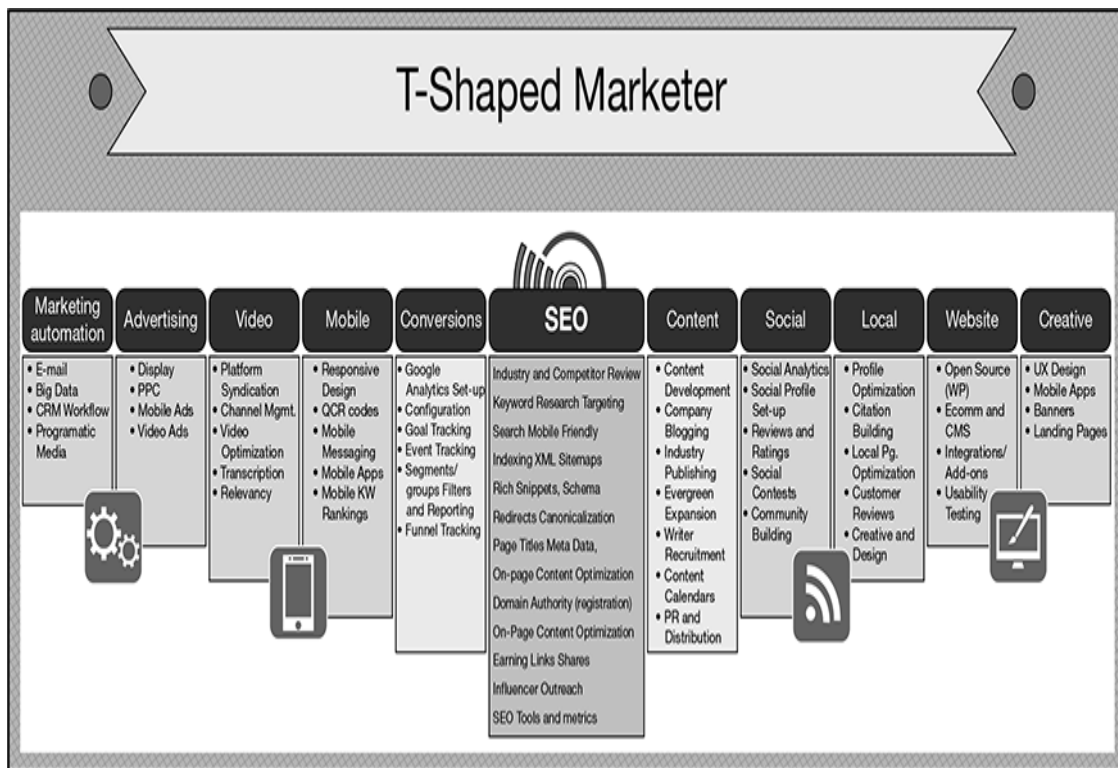 T-Shaped Marketer
Marketing
automation
• E-mail
• Big Data
• CRM Workflow
• Programatic
Media
Advertising
• Display
• PPC
• Mobile Ads
• Video Ads
Video
• Platform
Syndication
• Channel Mgmt.
• Video
Optimization
• Transcription
• Relevancy
Mobile
• Responsive
Design
• QCR codes
• Mobile
Messaging
• Mobile Apps
• Mobile KW
Rankings
Conversions
• Google
Analytics Set-up
• Configuration
• Goal Tracking
• Event Tracking
• Segments/
groups Filters
and Reporting
• Funnel Tracking
SEO
Industry and Competitor Review
Keyword Research Targeting
Search Mobile Friendly
Indexing XML Sitemaps
Rich Snippets, Schema
Redirects Canonicalization
Page Titles Meta Data,
On-page Content Optimization
Domain Authority (registration)
On-Page Content Optimization
Earning Links Shares
Influencer Outreach
SEO Tools and metrics
Content
• Content
Development
• Company
Blogging
• Industry
Publishing
• Evergreen
Expansion
• Writer
Recruitment
• Content
Calendars
• PR and
Distribution
Social
• Social Analytics
• Social Profile
Set-up
• Reviews and
Ratings
• Social
Contests
• Community
Building
Local
• Profile
Optimization
• Citation
Building
• Local Pg.
Optimization
• Customer
Reviews
• Creative and
Design
Website
• Open Source
(WP)
• Ecomm and
CMS
• Integrations/
Add-ons
• Usability
Testing
Creative
• UX Design
• Mobile Apps
• Banners
• Landing Pages